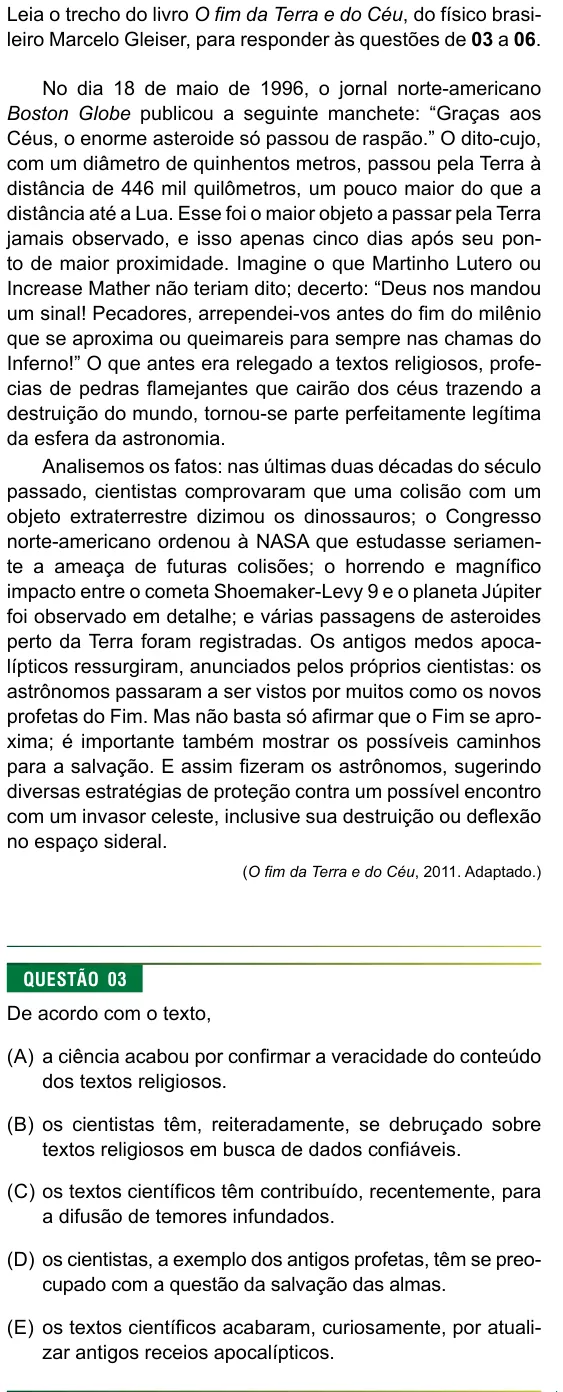 Leia o trecho do livro O fim da Terra e do Céu, do físico brasi-
leiro Marcelo Gleiser, para responder às questões de 03 a 06.
No dia 18 de maio de 1996, o jornal norte-americano
Boston Globe publicou a seguinte manchete: “Graças aos
Céus, o enorme asteroide só passou de raspão.” O dito-cujo,
com um diâmetro de quinhentos metros, passou pela Terra à
distância de 446 mil quilômetros, um pouco maior do que a
distância até a Lua. Esse foi o maior objeto a passar pela Terra
jamais observado, e isso apenas cinco dias após seu pon-
to de maior proximidade. Imagine o que Martinho Lutero ou
Increase Mather não teriam dito; decerto: “Deus nos mandou
um sinal! Pecadores, arrependei-vos antes do fim do milênio
que se aproxima ou queimareis para sempre nas chamas do
Inferno!” O que antes era relegado a textos religiosos, profe-
cias de pedras flamejantes que cairão dos céus trazendo a
destruição do mundo, tornou-se parte perfeitamente legítima
da esfera da astronomia.
Analisemos os fatos: nas últimas duas décadas do século
passado, cientistas comprovaram que uma colisão com um
objeto extraterrestre dizimou os dinossauros; o Congresso
norte-americano ordenou à NASA que estudasse seriamen-
te a ameaça de futuras colisões; o horrendo e magnífico
impacto entre o cometa Shoemaker-Levy 9 e o planeta Júpiter
foi observado em detalhe; e várias passagens de asteroides
perto da Terra foram registradas. Os antigos medos apoca-
lípticos ressurgiram, anunciados pelos próprios cientistas: os
astrônomos passaram a ser vistos por muitos como os novos
profetas do Fim. Mas não basta só afirmar que o Fim se apro-
xima; é importante também mostrar os possíveis caminhos
para a salvação. E assim fizeram os astrônomos, sugerindo
diversas estratégias de proteção contra um possível encontro
com um invasor celeste, inclusive sua destruição ou deflexão
no espaço sideral.
(O fim da Terra e do Céu, 2011. Adaptado.)
QUESTÃO 03
De acordo com o texto,
(A) a ciência acabou por confirmar a veracidade do conteúdo
dos textos religiosos.
(B) os cientistas têm, reiteradamente, se debruçado sobre
textos religiosos em busca de dados confiáveis.
(C) os textos científicos têm contribuído, recentemente, para
a difusão de temores infundados.
(D) os cientistas, a exemplo dos antigos profetas, têm se preo-
cupado com a questão da salvação das almas.
(E) os textos científicos acabaram, curiosamente, por atuali-
zar antigos receios apocalípticos.